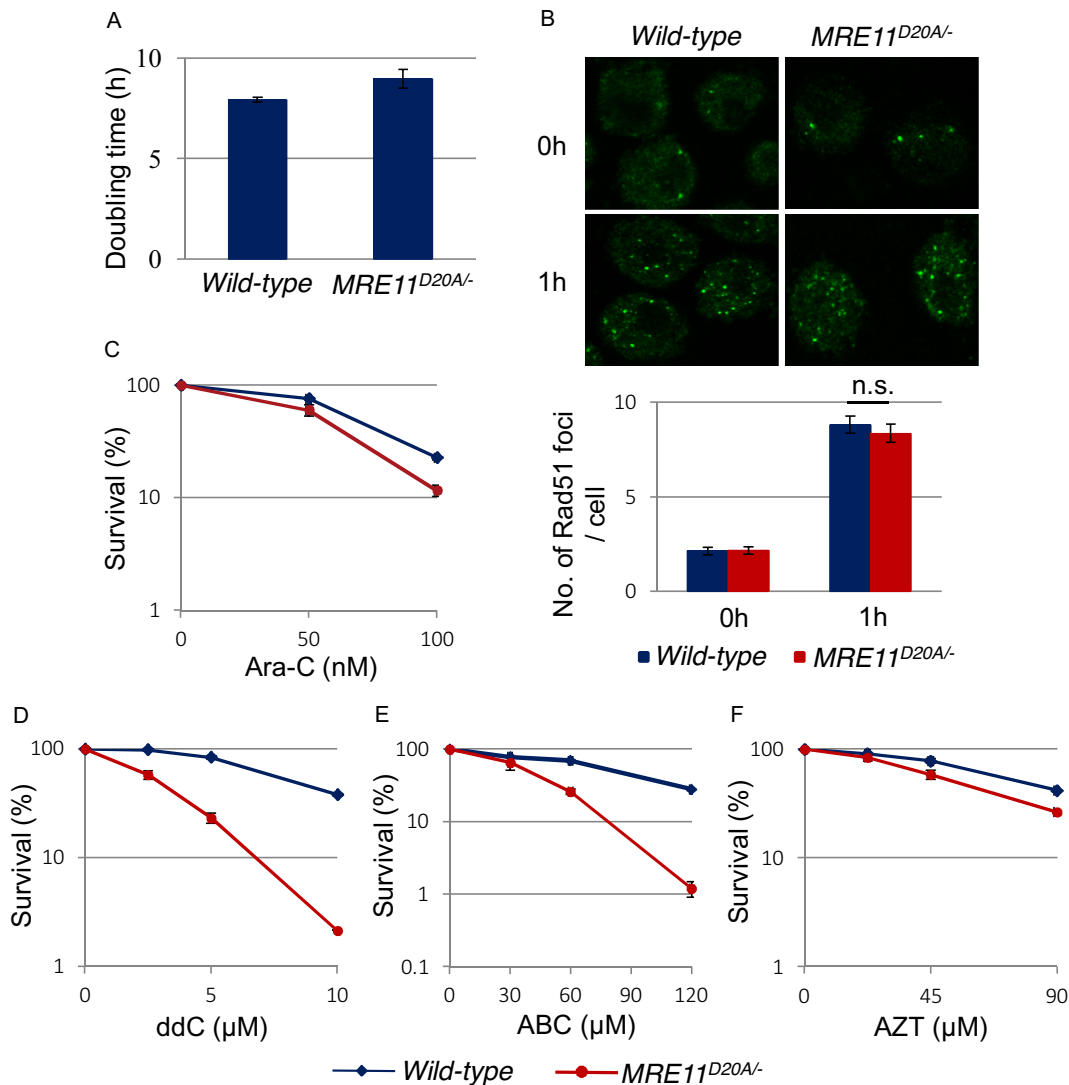 A
Doubling time (h)
10
5
0
Wild-type
MRE11D20A/-
B
Wild-type
MRE11D20A/-
0h
1h
n.s.
No. of Rad51 foci
/ cell
10
5
0
0h
1h
Wild-type
MRE11D20A/-
C
Survival (%)
100
10
1
0
50
100
Ara-C (nM)
D
Survival (%)
100
10
1
0
5
10
ddC (µM)
E
Survival (%)
100
10
1
0.1
0
30
60
90
120
ABC (µM)
F
Survival (%)
100
10
1
0
45
90
AZT (µM)
Wild-type
MRE11D20A/-